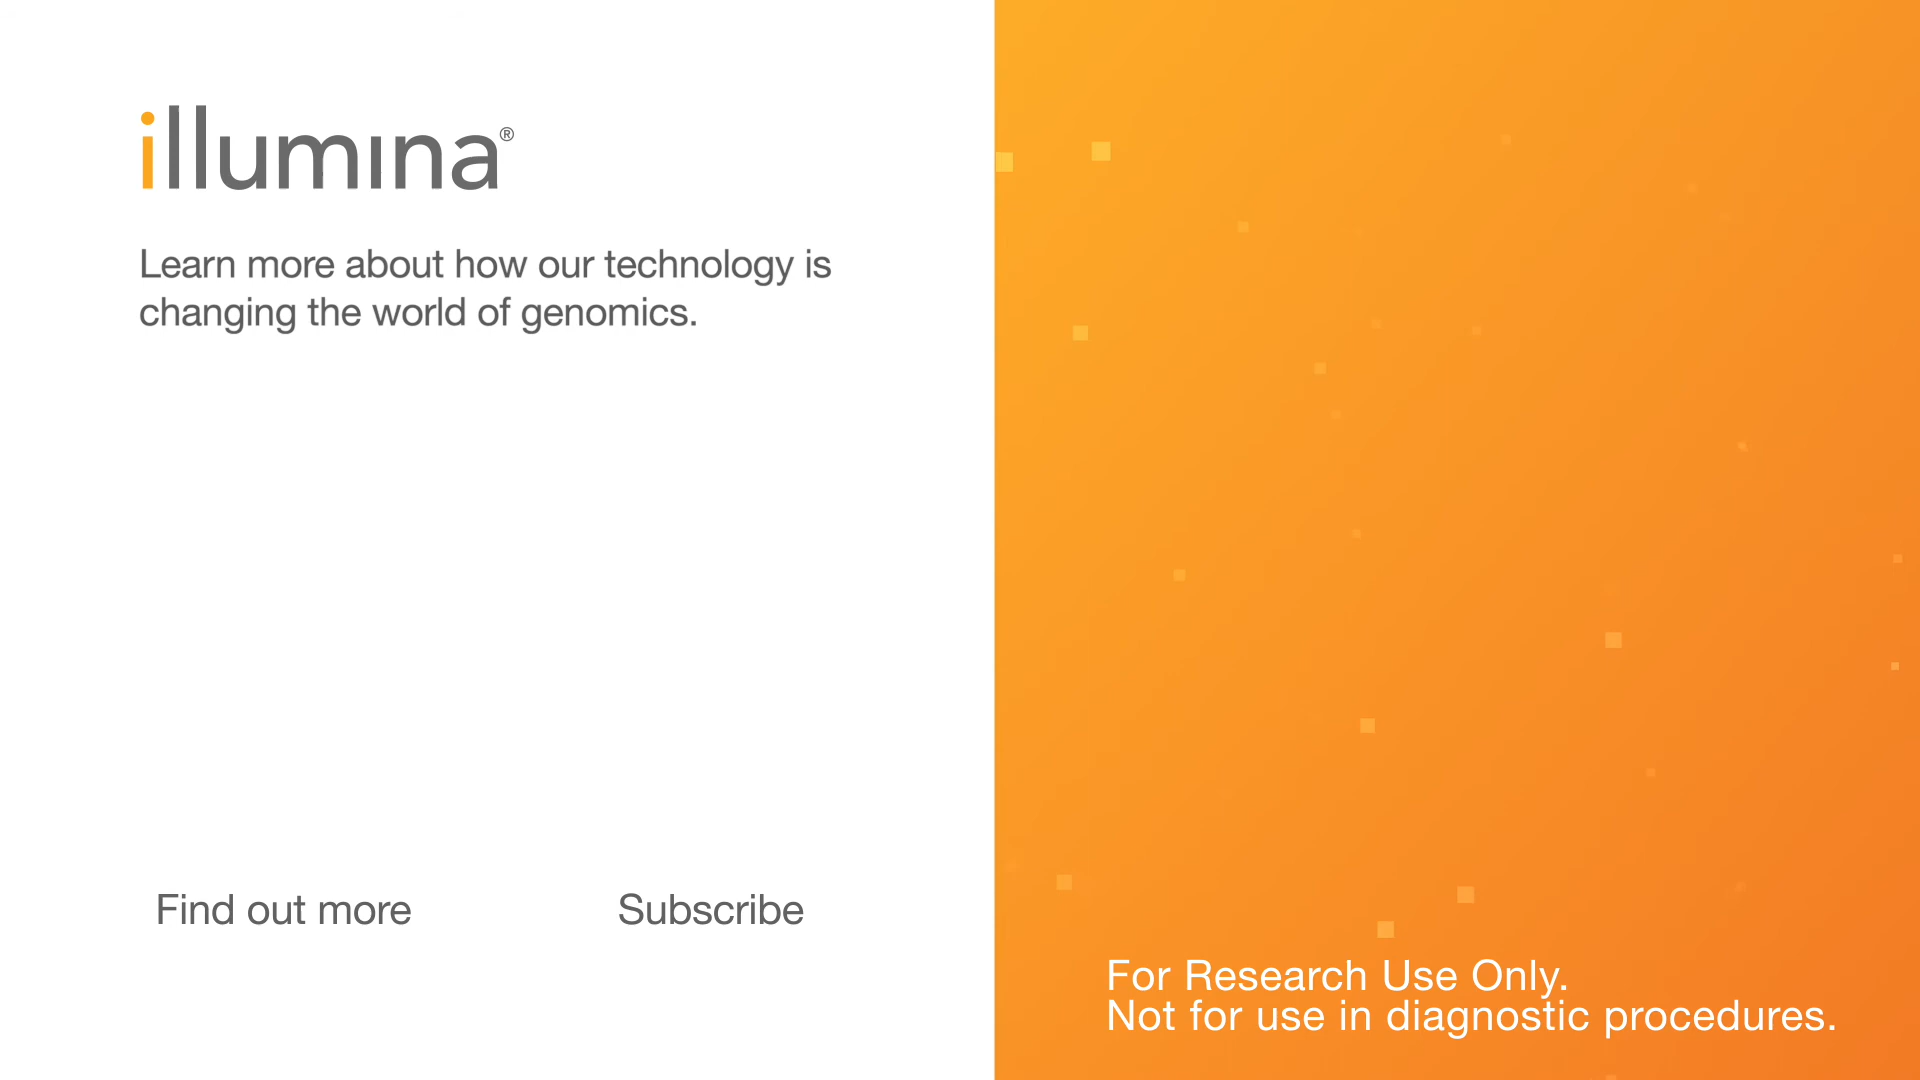 illumina®
Learn more about how our technology is
changing the world of genomics.
Find out more
Subscribe
For Research Use Only.
Not for use in diagnostic procedures.